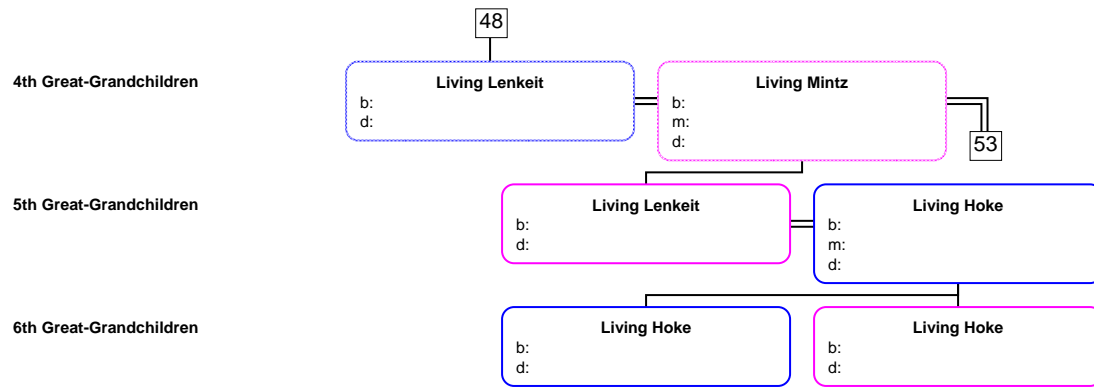 48
4th Great-Grandchildren
Living Lenkeit
b:
d:
Living Mintz
b:
m:
d:
53
5th Great-Grandchildren
Living Lenkeit
b:
d:
Living Hoke
b:
m:
d:
6th Great-Grandchildren
Living Hoke
b:
d:
Living Hoke
b:
d: